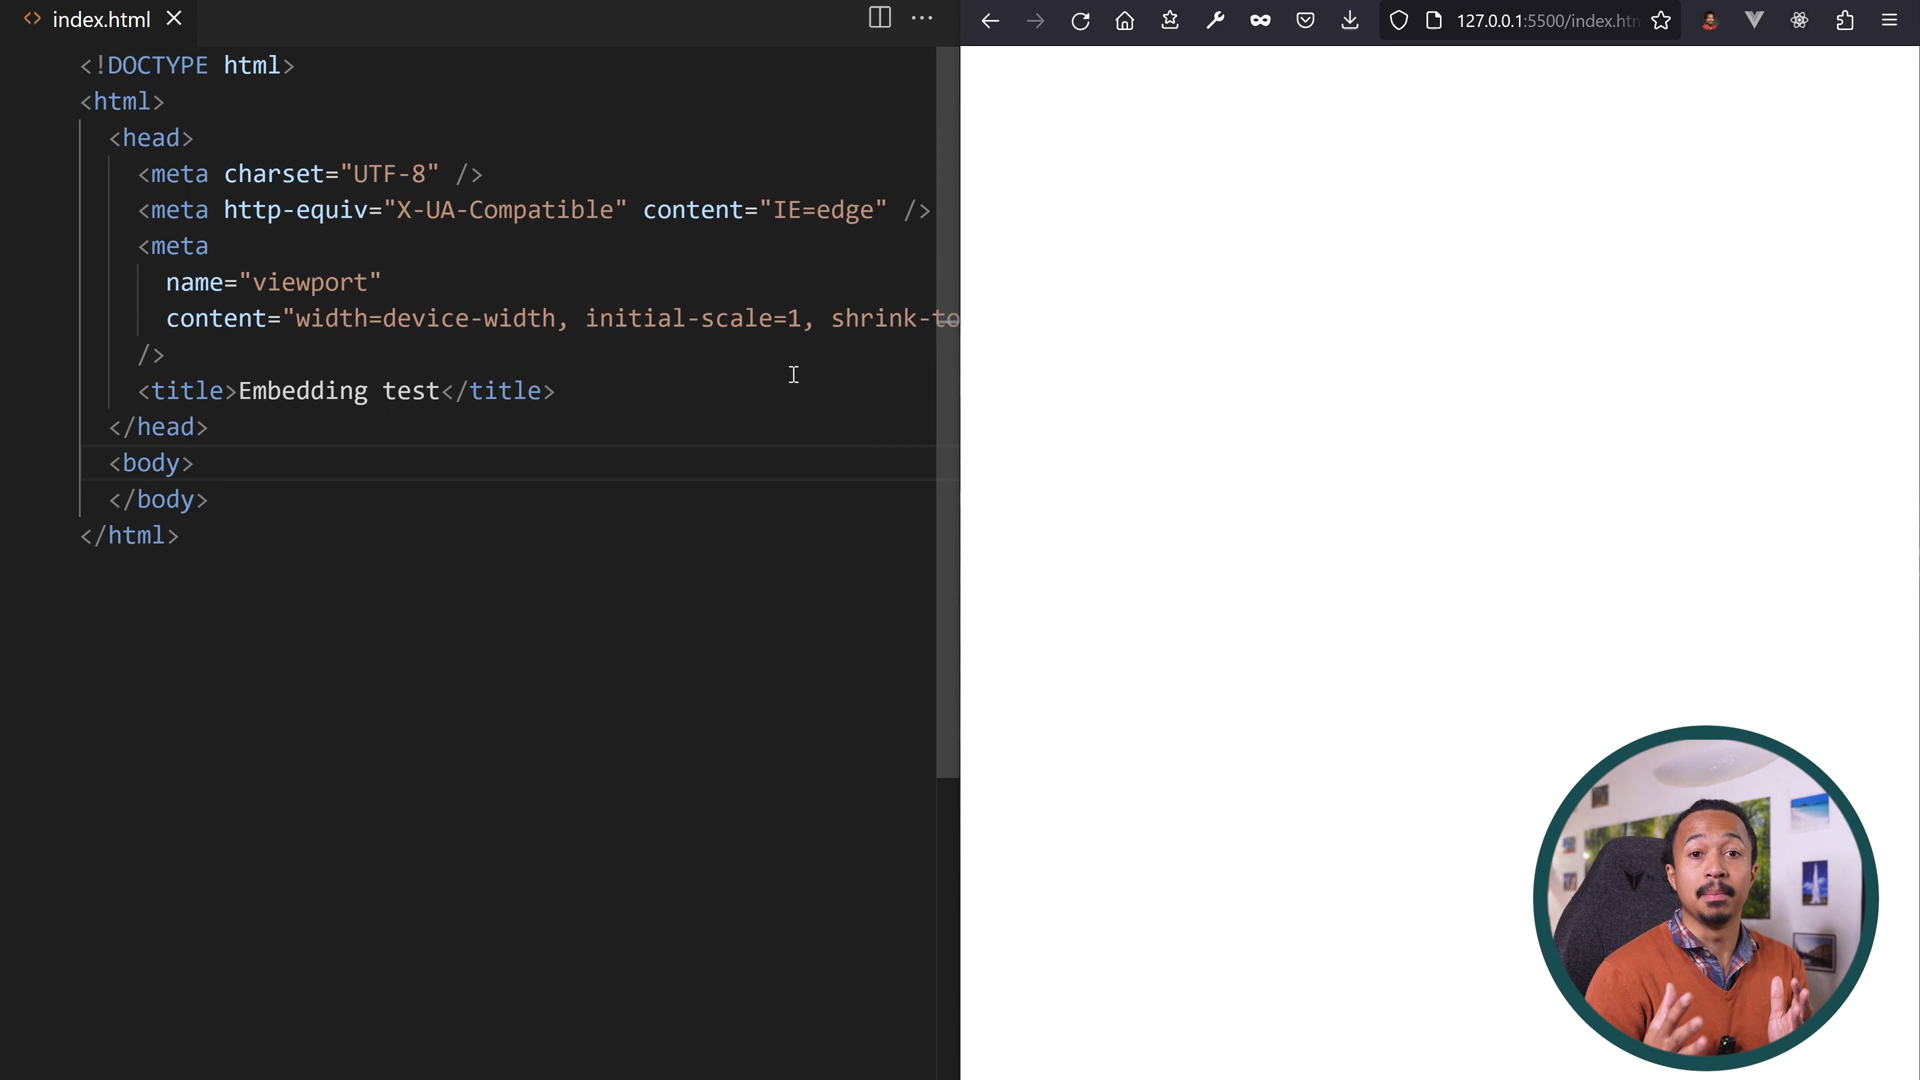 index.html
127.0.0.1:5500/index.htm
<!DOCTYPE html>
<html>
<head>
<meta charset="UTF-8" />
<meta http-equiv="X-UA-Compatible" content="IE=edge" />
<meta
name="viewport"
content="width=device-width, initial-scale=1, shrink-to
/>
<title>Embedding test</title>
</head>
<body>
</body>
</html>